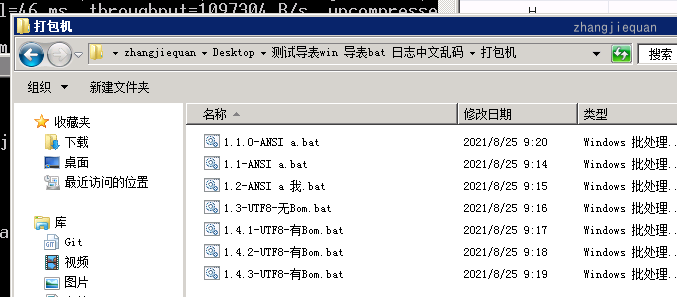 l=46 ms, throughput=1097304 B/s, upcompresse
H
打包机
zhangjiequan
zhangjiequan ▸ Desktop ▸ 测试导表win 导表bat 日志中文乱码 ▸ 打包机
搜索
组织 新建文件夹
收藏夹
下载
桌面
最近访问的位置
库
Git
视频
图片
名称 修改日期 类型
1.1.0-ANSI a.bat 2021/8/25 9:20 Windows 批处理..
1.1-ANSI a.bat 2021/8/25 9:14 Windows 批处理..
1.2-ANSI a 我.bat 2021/8/25 9:15 Windows 批处理..
1.3-UTF8-无Bom.bat 2021/8/25 9:16 Windows 批处理..
1.4.1-UTF8-有Bom.bat 2021/8/25 9:17 Windows 批处理..
1.4.2-UTF8-有Bom.bat 2021/8/25 9:18 Windows 批处理..
1.4.3-UTF8-有Bom.bat 2021/8/25 9:19 Windows 批处理..